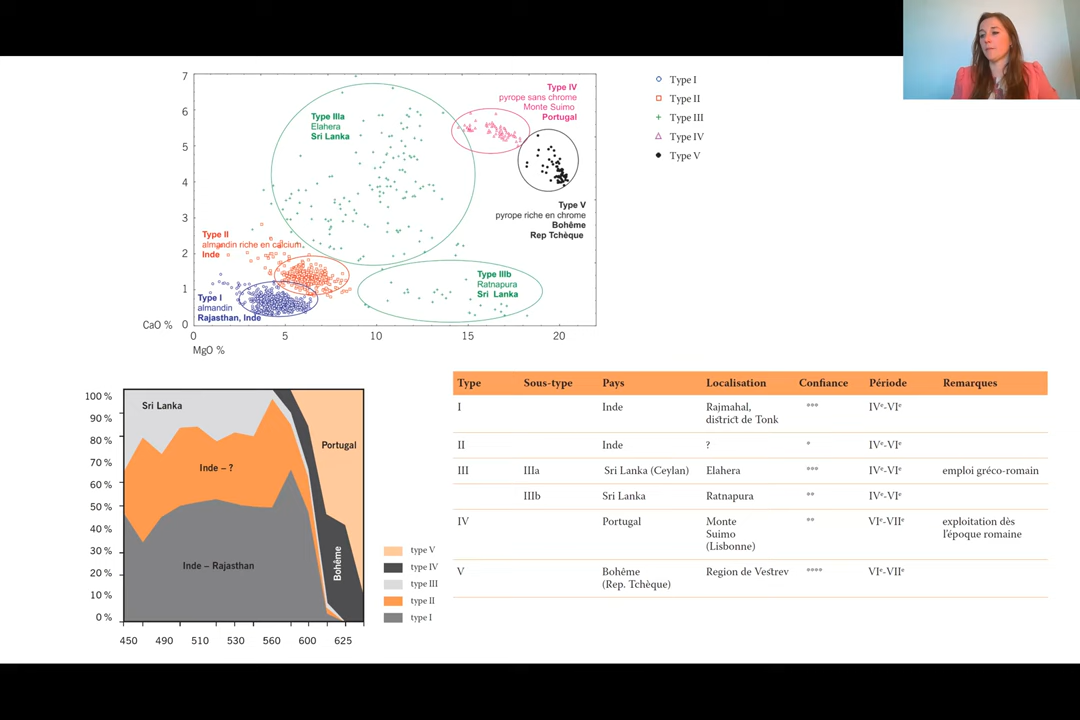 7
6
5
4
3
2
1
CaO %
0
0
5
10
15
20
MgO %
Type IIIa
Elahera
Sri Lanka
Type IV
pyrope sans chrome
Monte Suimo
Portugal
Type V
pyrope riche en chrome
Bohême
Rep Tchèque
Type II
almandin riche en calcium
Inde
Type IIIb
Ratnapura
Sri Lanka
Type I
almandin
Rajasthan, Inde
Type I
Type II
Type III
Type IV
Type V
100 %
90 %
80 %
70 %
60 %
50 %
40 %
30 %
20 %
10 %
0 %
Sri Lanka
Portugal
Inde – ?
Inde – Rajasthan
Bohême
450
490
510
530
560
600
625
type V
type IV
type III
type II
type I
Type Sous-type Pays Localisation Confiance Période Remarques
I Inde Rajmahal, °°° IVᵉ-VIᵉ
district de Tonk
II Inde ? ° IVᵉ-VIᵉ
III IIIa Sri Lanka (Ceylan) Elahera °°° IVᵉ-VIᵉ emploi gréco-romain
IIIb Sri Lanka Ratnapura °° IVᵉ-VIᵉ
IV Portugal Monte °° VIᵉ-VIIᵉ exploitation dès
Suimo l'époque romaine
(Lisbonne)
V Bohême Region de Vestrev °°°° VIᵉ-VIIᵉ
(Rep. Tchèque)